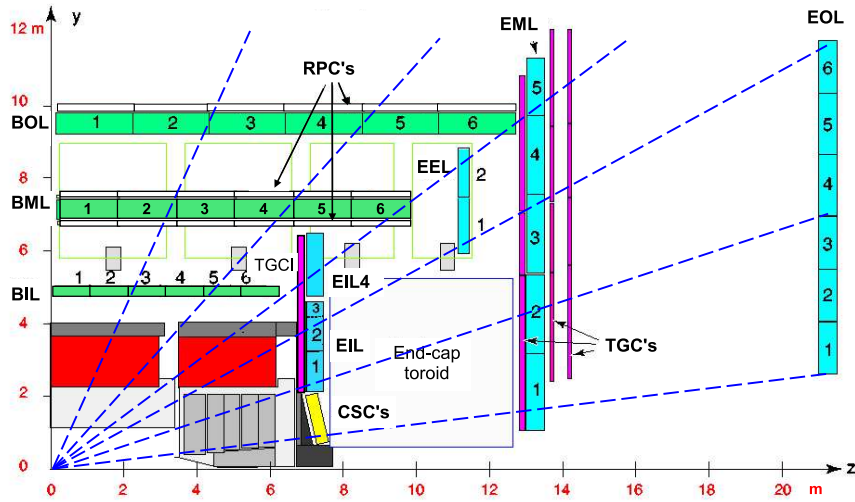 y
12 m
EML
EOL
RPC's
6
5
10
BOL
1 2 3 4 5 6
5
EEL
2
4
8
4
BML
1 2 3 4 5 6
1
3
6
TGCI
3
1 2 3 4 5 6
BIL
EIL4
2
2
4
3
EIL
2
End-cap
toroid
TGC's
1
1
2
1
CSC's
0
z
0 2 4 6 8 10 12 14 16 18 20 m